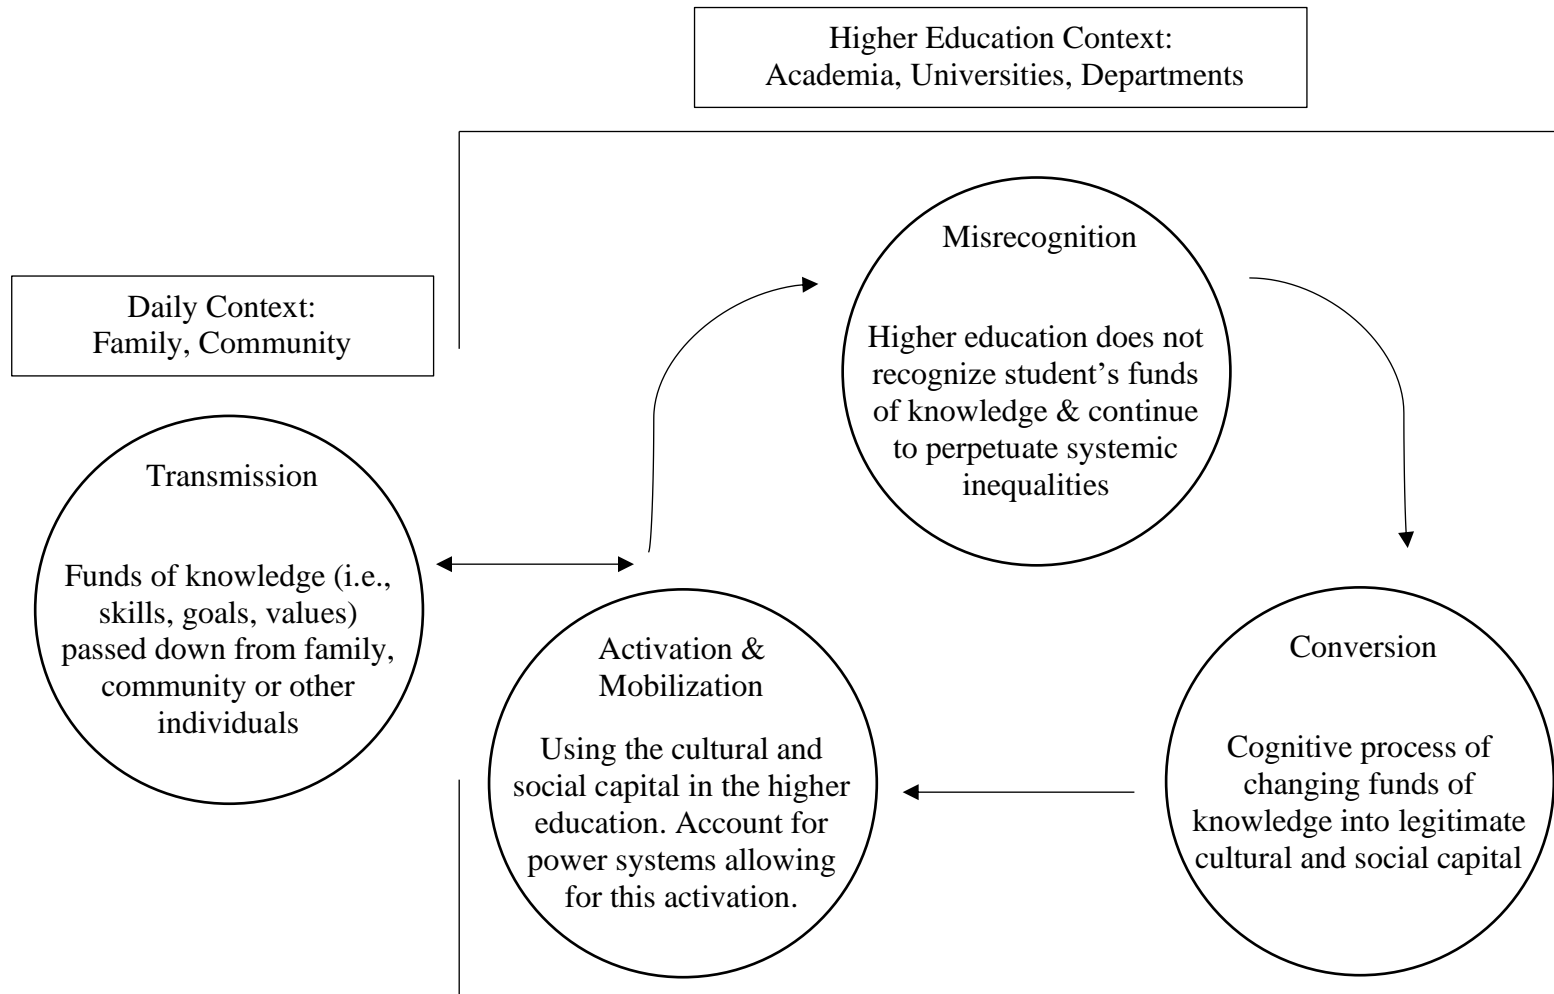 Higher Education Context:
Academia, Universities, Departments
Daily Context:
Family, Community
Transmission
Funds of knowledge (i.e.,
skills, goals, values)
passed down from family,
community or other
individuals
Misrecognition
Higher education does not
recognize student’s funds
of knowledge & continue
to perpetuate systemic
inequalities
Conversion
Cognitive process of
changing funds of
knowledge into legitimate
cultural and social capital
Activation &
Mobilization
Using the cultural and
social capital in the higher
education. Account for
power systems allowing
for this activation.